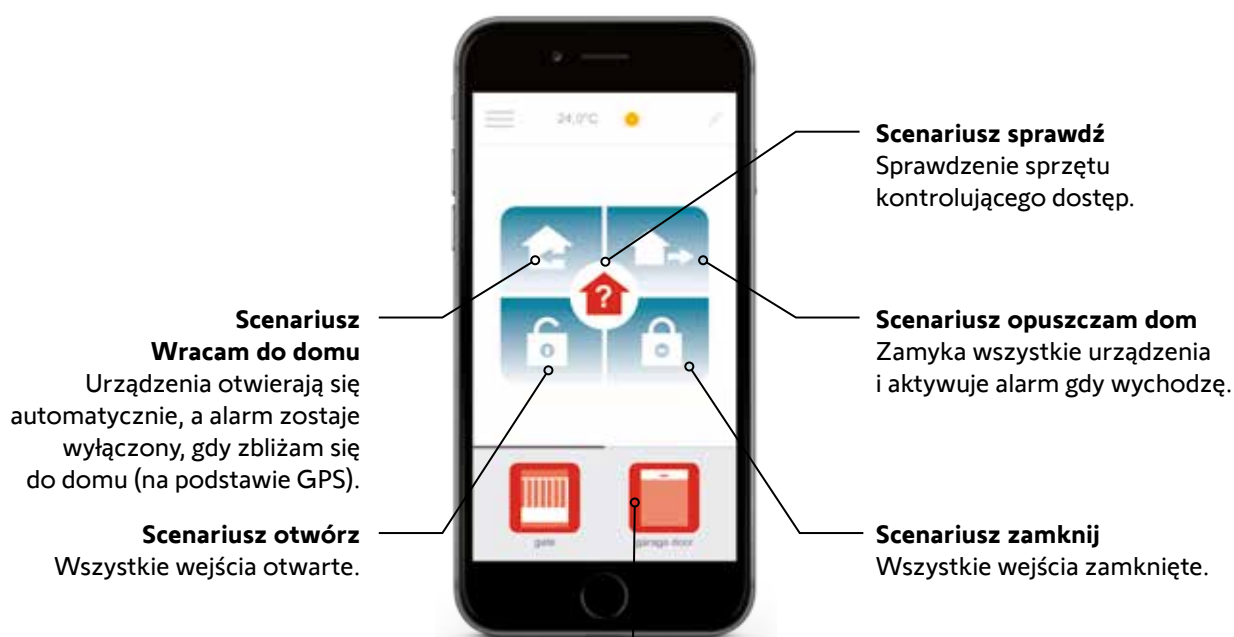 24,0°C
Scenariusz sprawdź
Sprawdzenie sprzętu
kontrolującego dostęp.
?
Scenariusz
Wracam do domu
Urządzenia otwierają się
automatycznie, a alarm zostaje
wyłączony, gdy zbliżam się
do domu (na podstawie GPS).
Scenariusz opuszczam dom
Zamyka wszystkie urządzenia
i aktywuje alarm gdy wychodzę.
Scenariusz otwórz
Wszystkie wejścia otwarte.
gate
garage door
Scenariusz zamknij
Wszystkie wejścia zamknięte.